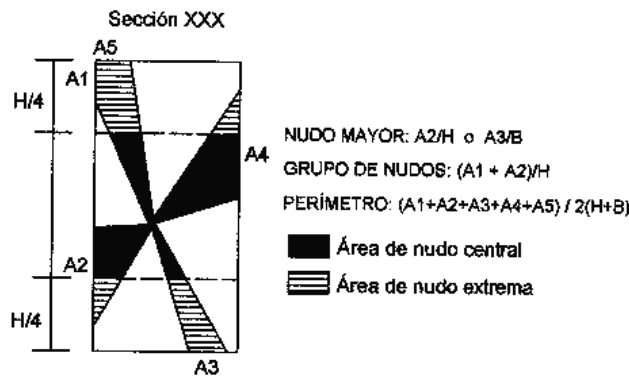 Sección XXX
A5
A1
H/4
A4
A2
H/4
A3
NUDO MAYOR: A2/H o A3/B
GRUPO DE NUDOS: (A1 + A2)/H
PERÍMETRO: (A1+A2+A3+A4+A5) / 2(H+B)
Área de nudo central
Área de nudo extrema